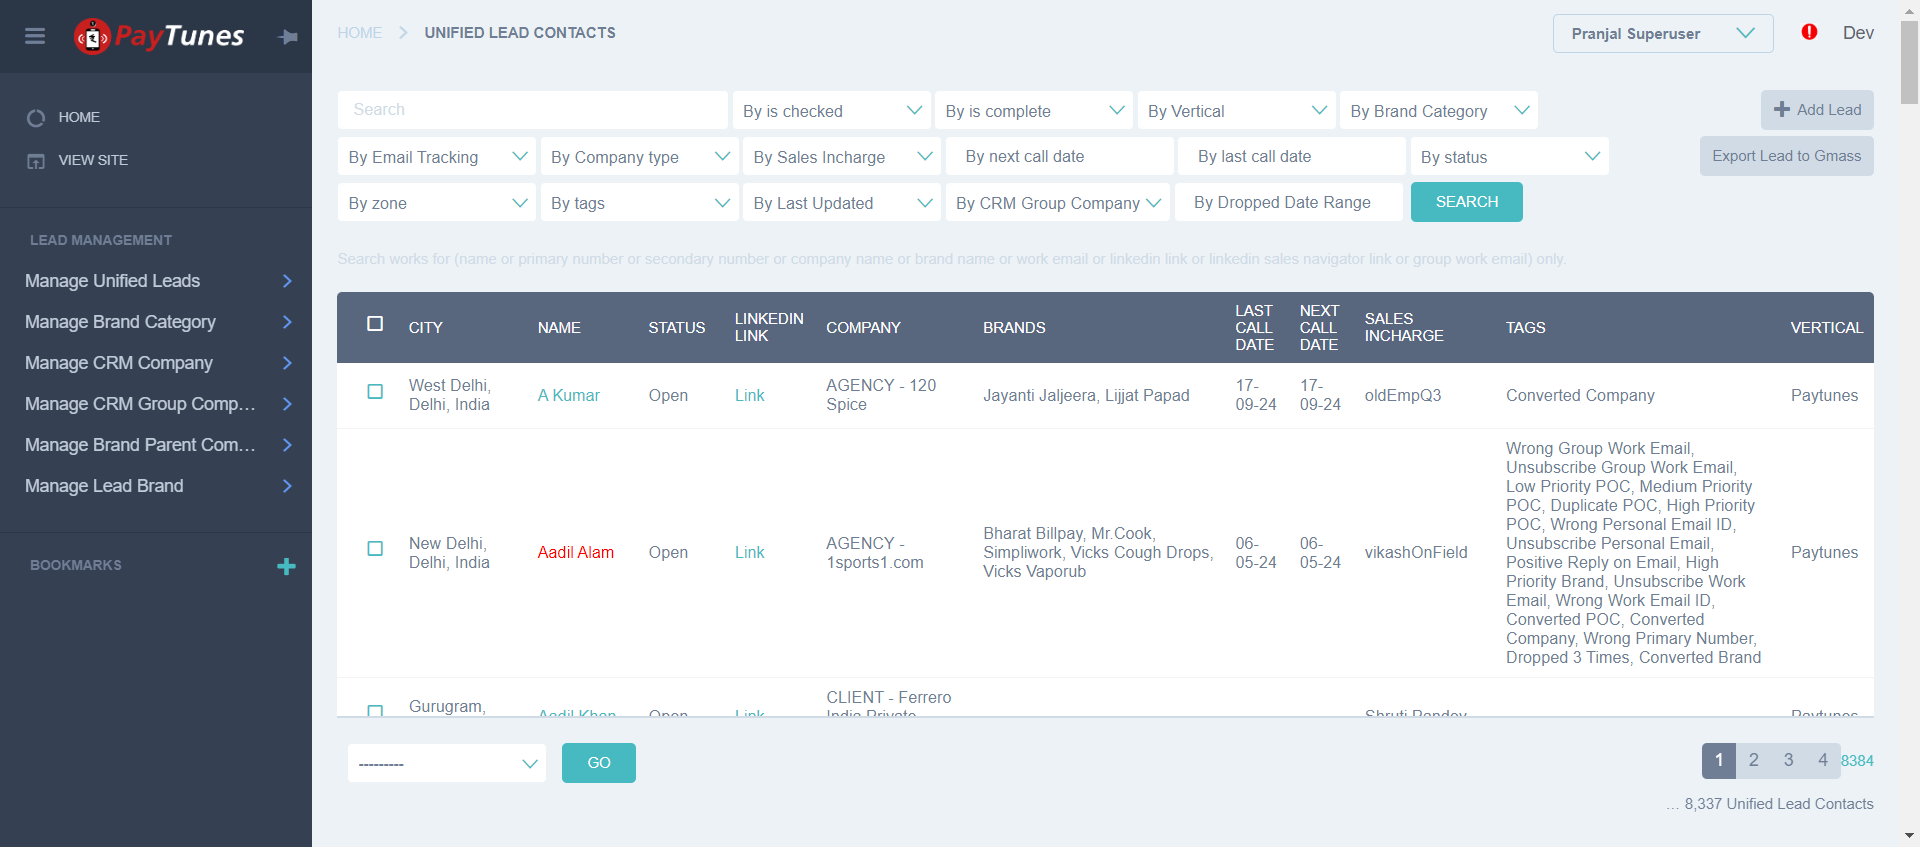 PayTunes
HOME
VIEW SITE
LEAD MANAGEMENT
Manage Unified Leads
Manage Brand Category
Manage CRM Company
Manage CRM Group Comp...
Manage Brand Parent Com...
Manage Lead Brand
BOOKMARKS
HOME > UNIFIED LEAD CONTACTS
Pranjal Superuser
Dev
Search
By is checked
By is complete
By Vertical
By Brand Category
Add Lead
By Email Tracking
By Company type
By Sales Incharge
By next call date
By last call date
By status
Export Lead to Gmass
By zone
By tags
By Last Updated
By CRM Group Company
By Dropped Date Range
SEARCH
Search works for (name or primary number or secondary number or company name or brand name or work email or linkedin link or linkedin sales navigator link or group work email) only.
CITY
NAME
STATUS
LINKEDIN
LINK
COMPANY
BRANDS
LAST
CALL
DATE
NEXT
CALL
DATE
SALES
INCHARGE
TAGS
VERTICAL
West Delhi,
Delhi, India
A Kumar
Open
Link
AGENCY - 120
Spice
Jayanti Jaljeera, Lijjat Papad
17-
09-24
17-
09-24
oldEmpQ3
Converted Company
Paytunes
New Delhi,
Delhi, India
Aadil Alam
Open
Link
AGENCY -
1sports1.com
Bharat Billpay, Mr.Cook,
Simpliwork, Vicks Cough Drops,
Vicks Vaporub
06-
05-24
06-
05-24
vikashOnField
Wrong Group Work Email,
Unsubscribe Group Work Email,
Low Priority POC, Medium Priority
POC, Duplicate POC, High Priority
POC, Wrong Personal Email ID,
Unsubscribe Personal Email,
Positive Reply on Email, High
Priority Brand, Unsubscribe Work
Email, Wrong Work Email ID,
Converted POC, Converted
Company, Wrong Primary Number,
Dropped 3 Times, Converted Brand
Paytunes
Gurugram,
Aadil Khan
Open
Link
CLIENT - Ferrero
India Private
Shruti Pandey
Paytunes
---------
GO
1 2 3 4 8384
... 8,337 Unified Lead Contacts